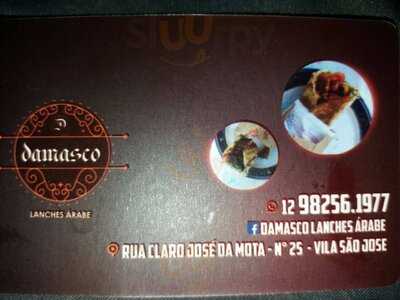 damasco
LANCHES ÁRABE
12 98256.1977
DAMASCO LANCHES ÁRABE
RUA CLARO JOSÉ DA MOTA - Nº 25 - VILA SÃO JOSE